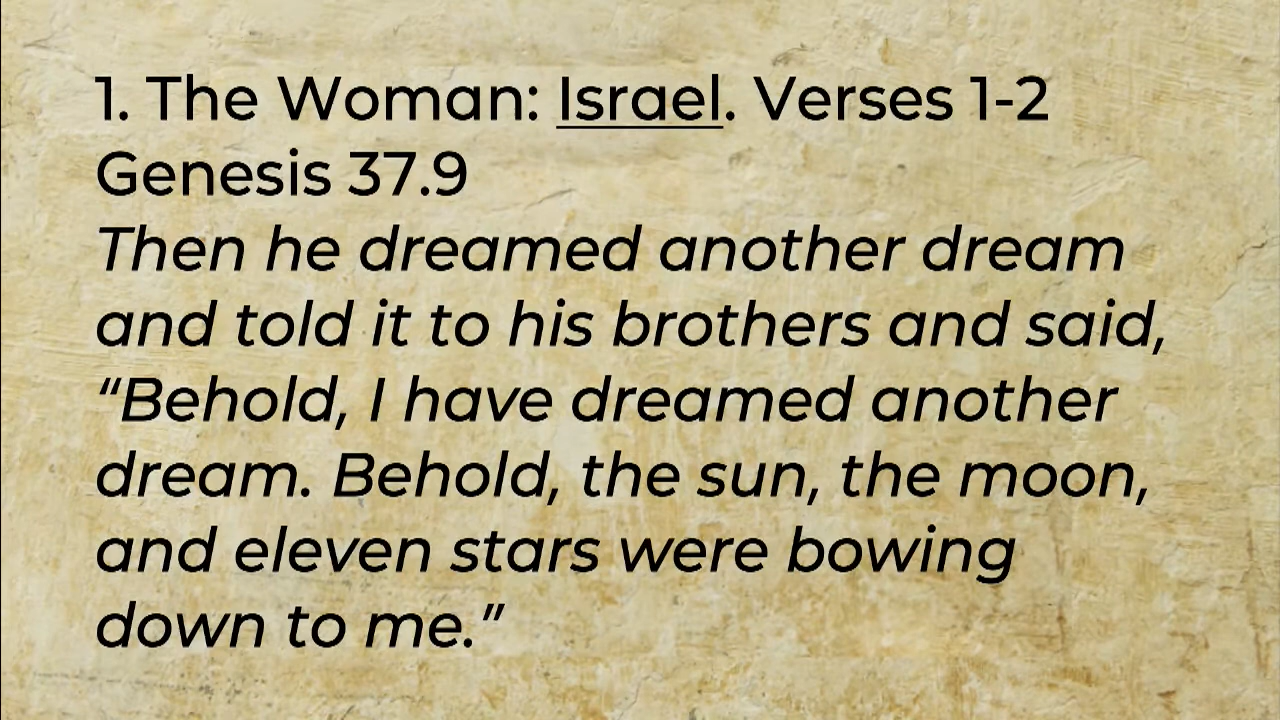 1. The Woman: Israel. Verses 1-2
Genesis 37.9
Then he dreamed another dream
and told it to his brothers and said,
“Behold, I have dreamed another
dream. Behold, the sun, the moon,
and eleven stars were bowing
down to me.”